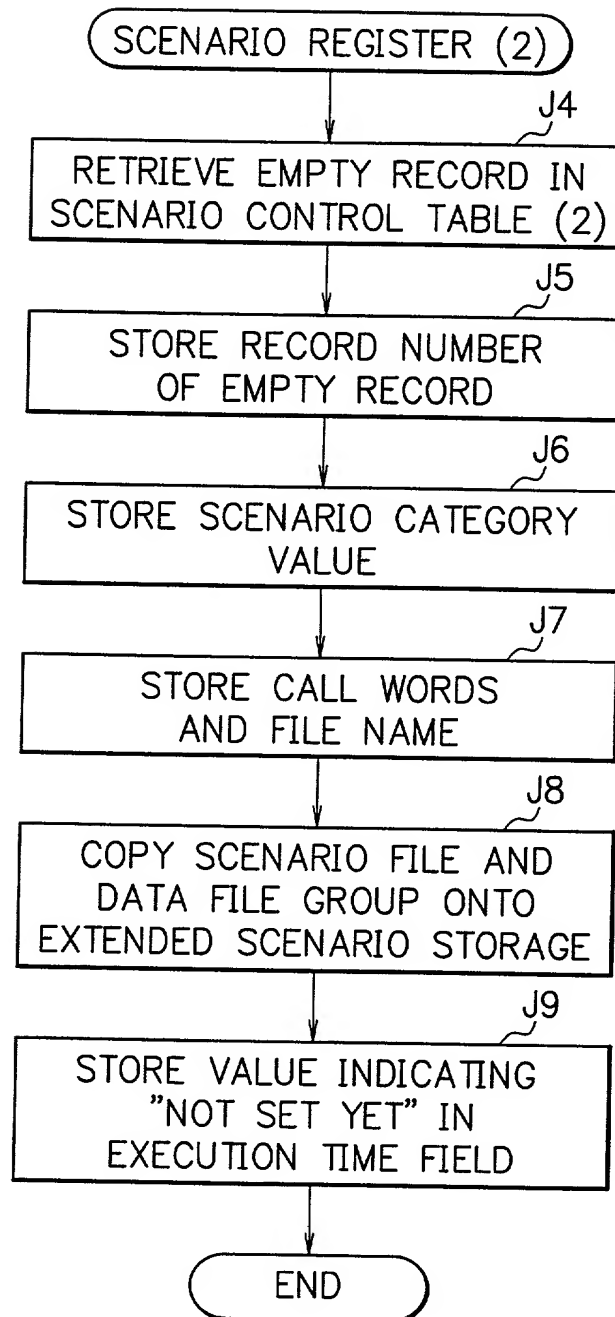 SCENARIO REGISTER (2)
J4
RETRIEVE EMPTY RECORD IN
SCENARIO CONTROL TABLE (2)
J5
STORE RECORD NUMBER
OF EMPTY RECORD
J6
STORE SCENARIO CATEGORY
VALUE
J7
STORE CALL WORDS
AND FILE NAME
J8
COPY SCENARIO FILE AND
DATA FILE GROUP ONTO
EXTENDED SCENARIO STORAGE
J9
STORE VALUE INDICATING
"NOT SET YET" IN
EXECUTION TIME FIELD
END